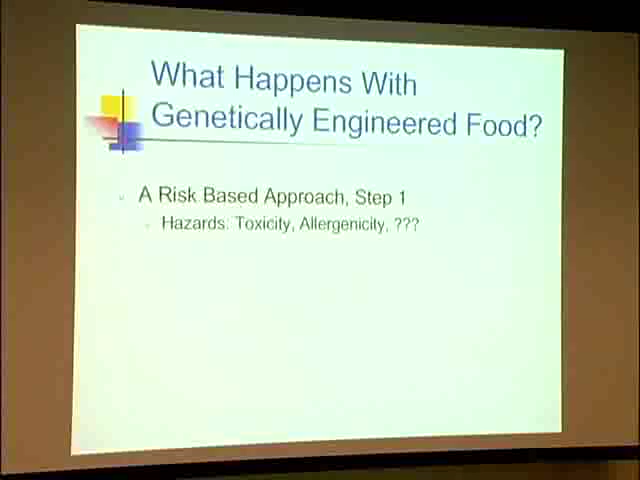 What Happens With
Genetically Engineered Food?
A Risk Based Approach, Step 1
Hazards: Toxicity, Allergenicity, ???